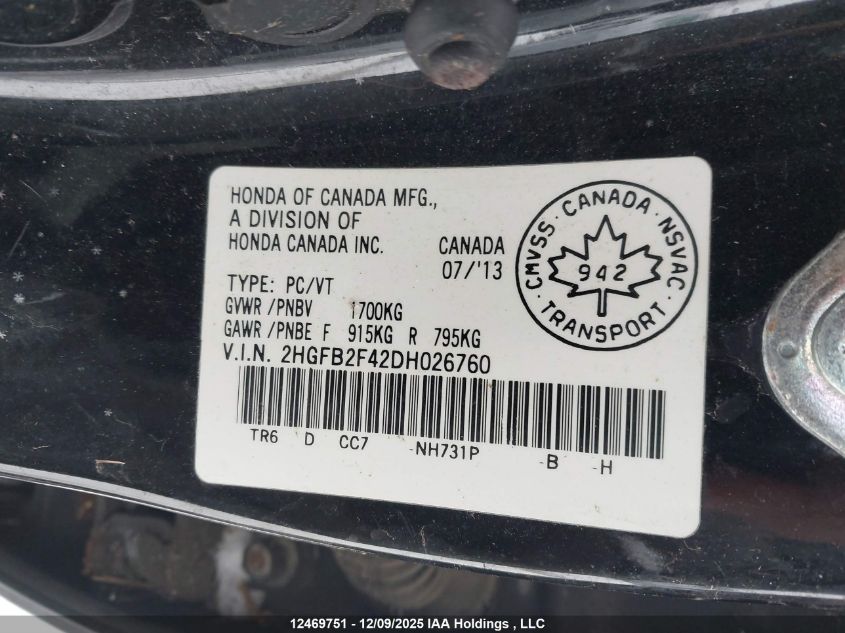 HONDA OF CANADA MFG.,
A DIVISION OF
HONDA CANADA INC. CANADA
07/'13
TYPE: PC/VT
GVWR /PNBV 1700KG
GAWR /PNBE F 915KG R 795KG
V.I.N. 2HGFB2F42DH026760
TR6 D CC7 -NH731P -B -H
CMVSS · CANADA · NSVAC
942
· TRANSPORT ·
12469751 - 12/09/2025 IAA Holdings , LLC